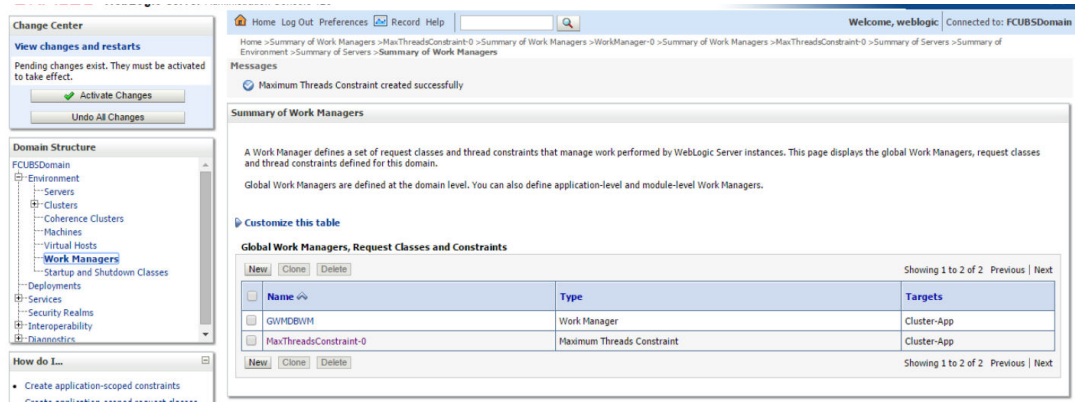 Change Center
View changes and restarts
Pending changes exist. They must be activated
to take effect.
Activate Changes
Undo All Changes
Domain Structure
FCUBSDomain
Environment
Servers
Clusters
Coherence Clusters
Machines
Virtual Hosts
Work Managers
Startup and Shutdown Classes
Deployments
Services
Security Realms
Interoperability
Diagnostics
How do I...
Create application-scoped constraints
Create application-scoped request classes
Home Log Out Preferences Record Help
Welcome, weblogic Connected to: FCUBSDomain
Home >Summary of Work Managers >MaxThreadsConstraint-0 >Summary of Work Managers >WorkManager-0 >Summary of Work Managers >MaxThreadsConstraint-0 >Summary of Servers >Summary of
Environment >Summary of Servers >Summary of Work Managers
Messages
Maximum Threads Constraint created successfully
Summary of Work Managers
A Work Manager defines a set of request classes and thread constraints that manage work performed by WebLogic Server instances. This page displays the global Work Managers, request classes
and thread constraints defined for this domain.
Global Work Managers are defined at the domain level. You can also define application-level and module-level Work Managers.
Customize this table
Global Work Managers, Request Classes and Constraints
New Clone Delete Showing 1 to 2 of 2 Previous | Next
Name Type Targets
GWMDBWM Work Manager Cluster-App
MaxThreadsConstraint-0 Maximum Threads Constraint Cluster-App
New Clone Delete Showing 1 to 2 of 2 Previous | Next